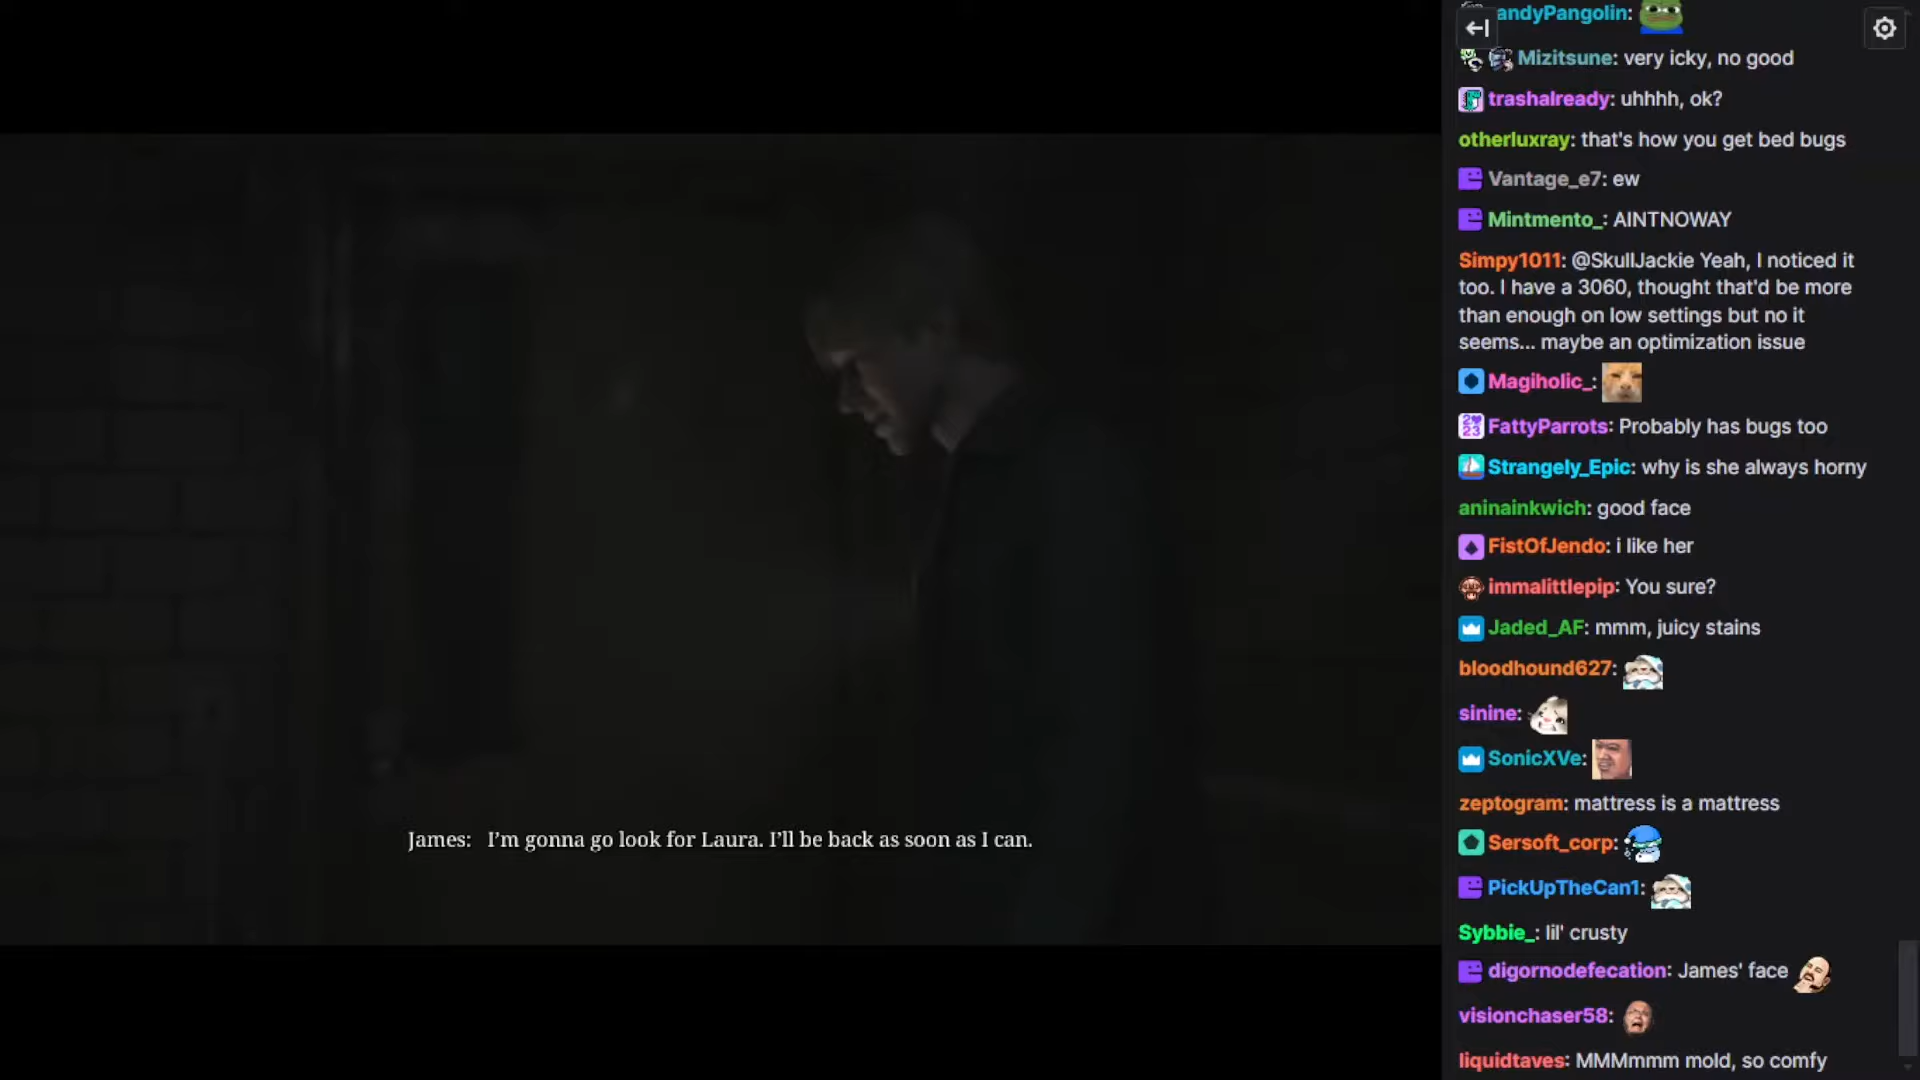 andyPangolin:
Mizitsune: very icky, no good
trashalready: uhhhh, ok?
otherluxray: that's how you get bed bugs
Vantage_e7: ew
Mintmento_: AINTNOWAY
Simpy1011: @SkullJackie Yeah, I noticed it
too. I have a 3060, thought that'd be more
than enough on low settings but no it
seems... maybe an optimization issue
Magiholic_:
FattyParrots: Probably has bugs too
Strangely_Epic: why is she always horny
aninainkwich: good face
FistOfJendo: i like her
immalittlepip: You sure?
Jaded_AF: mmm, juicy stains
bloodhound627:
sinine:
SonicXVe:
zeptogram: mattress is a mattress
James: I'm gonna go look for Laura. I'll be back as soon as I can.
Sersoft_corp:
PickUpTheCan1:
Sybbie_: lil' crusty
digornodefecation: James' face
visionchaser58:
liquidtaves: MMMmmm mold, so comfy